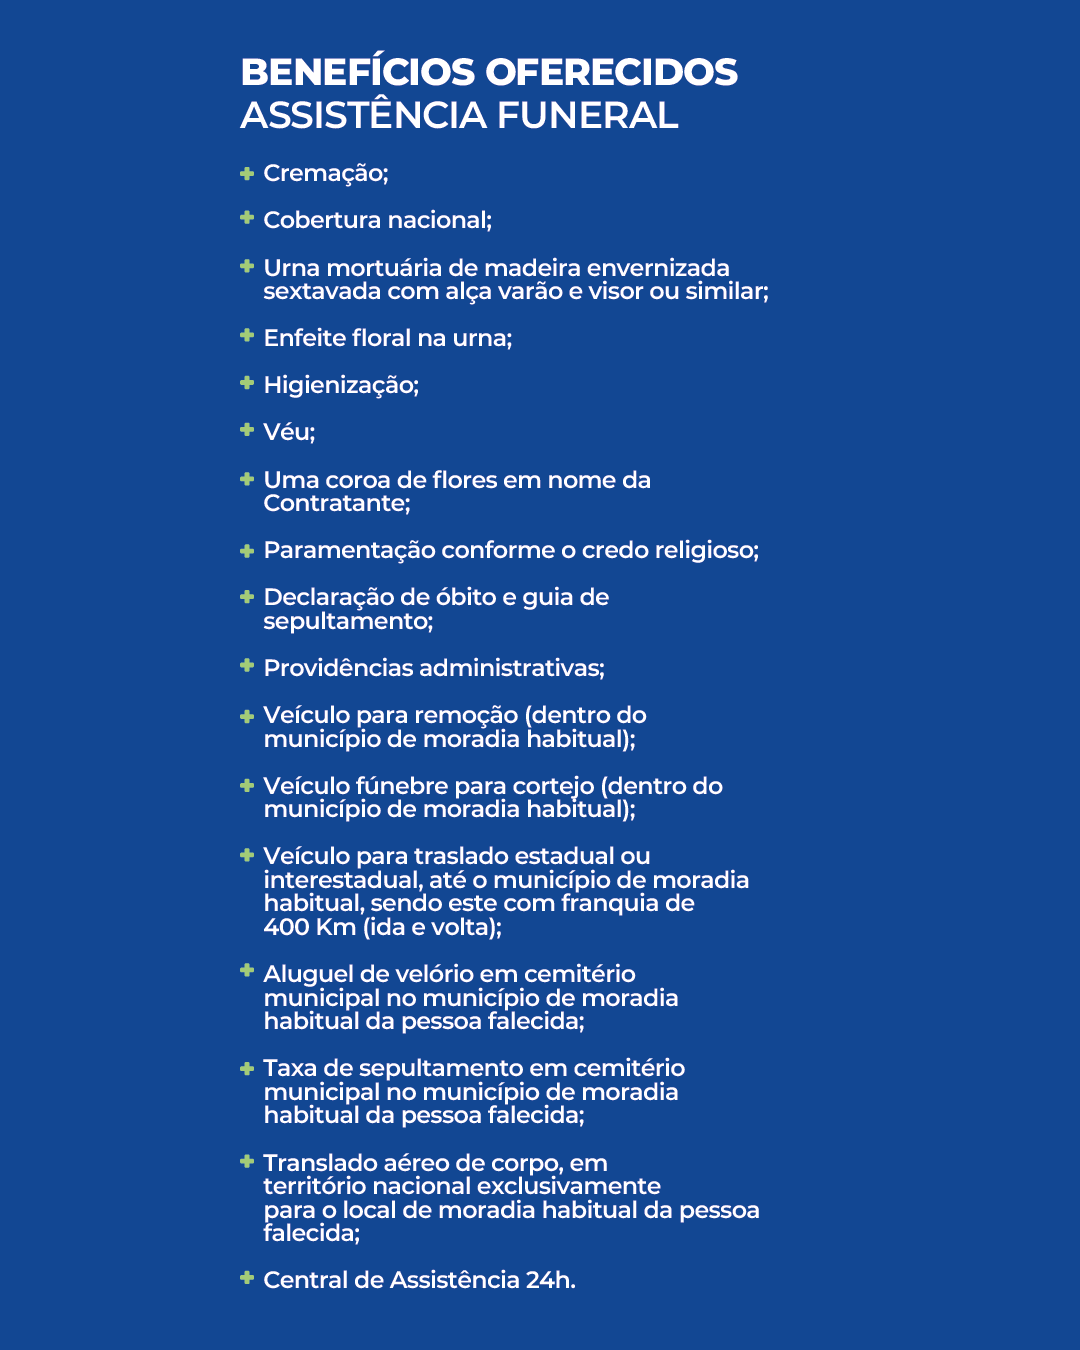 BENEFÍCIOS OFERECIDOS
ASSISTÊNCIA FUNERAL
Cremação;
Cobertura nacional;
Urna mortuária de madeira envernizada
sextavada com alça varão e visor ou similar;
Enfeite floral na urna;
Higienização;
Véu;
Uma coroa de flores em nome da
Contratante;
Paramentação conforme o credo religioso;
Declaração de óbito e guia de
sepultamento;
Providências administrativas;
Veículo para remoção (dentro do
município de moradia habitual);
Veículo fúnebre para cortejo (dentro do
município de moradia habitual);
Veículo para traslado estadual ou
interestadual, até o município de moradia
habitual, sendo este com franquia de
400 Km (ida e volta);
Aluguel de velório em cemitério
municipal no município de moradia
habitual da pessoa falecida;
Taxa de sepultamento em cemitério
municipal no município de moradia
habitual da pessoa falecida;
Translado aéreo de corpo, em
território nacional exclusivamente
para o local de moradia habitual da pessoa
falecida;
Central de Assistência 24h.